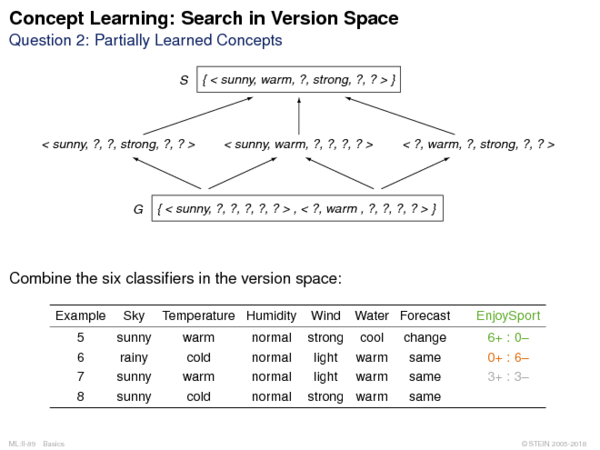 Concept Learning: Search in Version Space
Question 2: Partially Learned Concepts
S { < sunny, warm, ?, strong, ?, ? > }
< sunny, ?, ?, strong, ?, ? > < sunny, warm, ?, ?, ?, ? > < ?, warm, ?, strong, ?, ? >
G { < sunny, ?, ?, ?, ?, ? > , < ?, warm , ?, ?, ?, ? > }
Combine the six classifiers in the version space:
Example Sky Temperature Humidity Wind Water Forecast EnjoySport
5 sunny warm normal strong cool change 6+ : 0–
6 rainy cold normal light warm same 0+ : 6–
7 sunny warm normal light warm same 3+ : 3–
8 sunny cold normal strong warm same
ML:II-89 Basics © STEIN 2005-2018